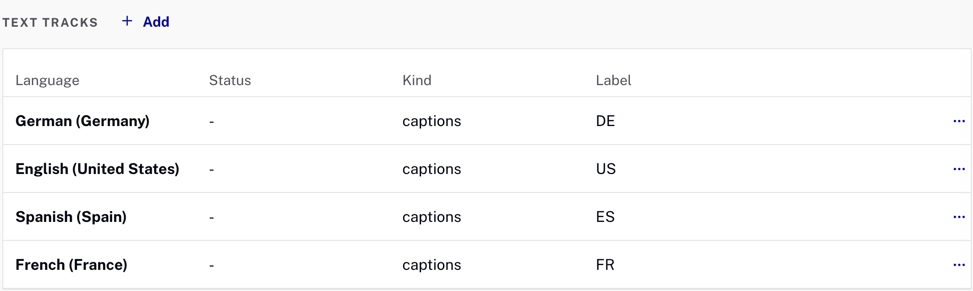 TEXT TRACKS + Add
Language Status Kind Label
German (Germany) - captions DE ...
English (United States) - captions US ...
Spanish (Spain) - captions ES ...
French (France) - captions FR ...